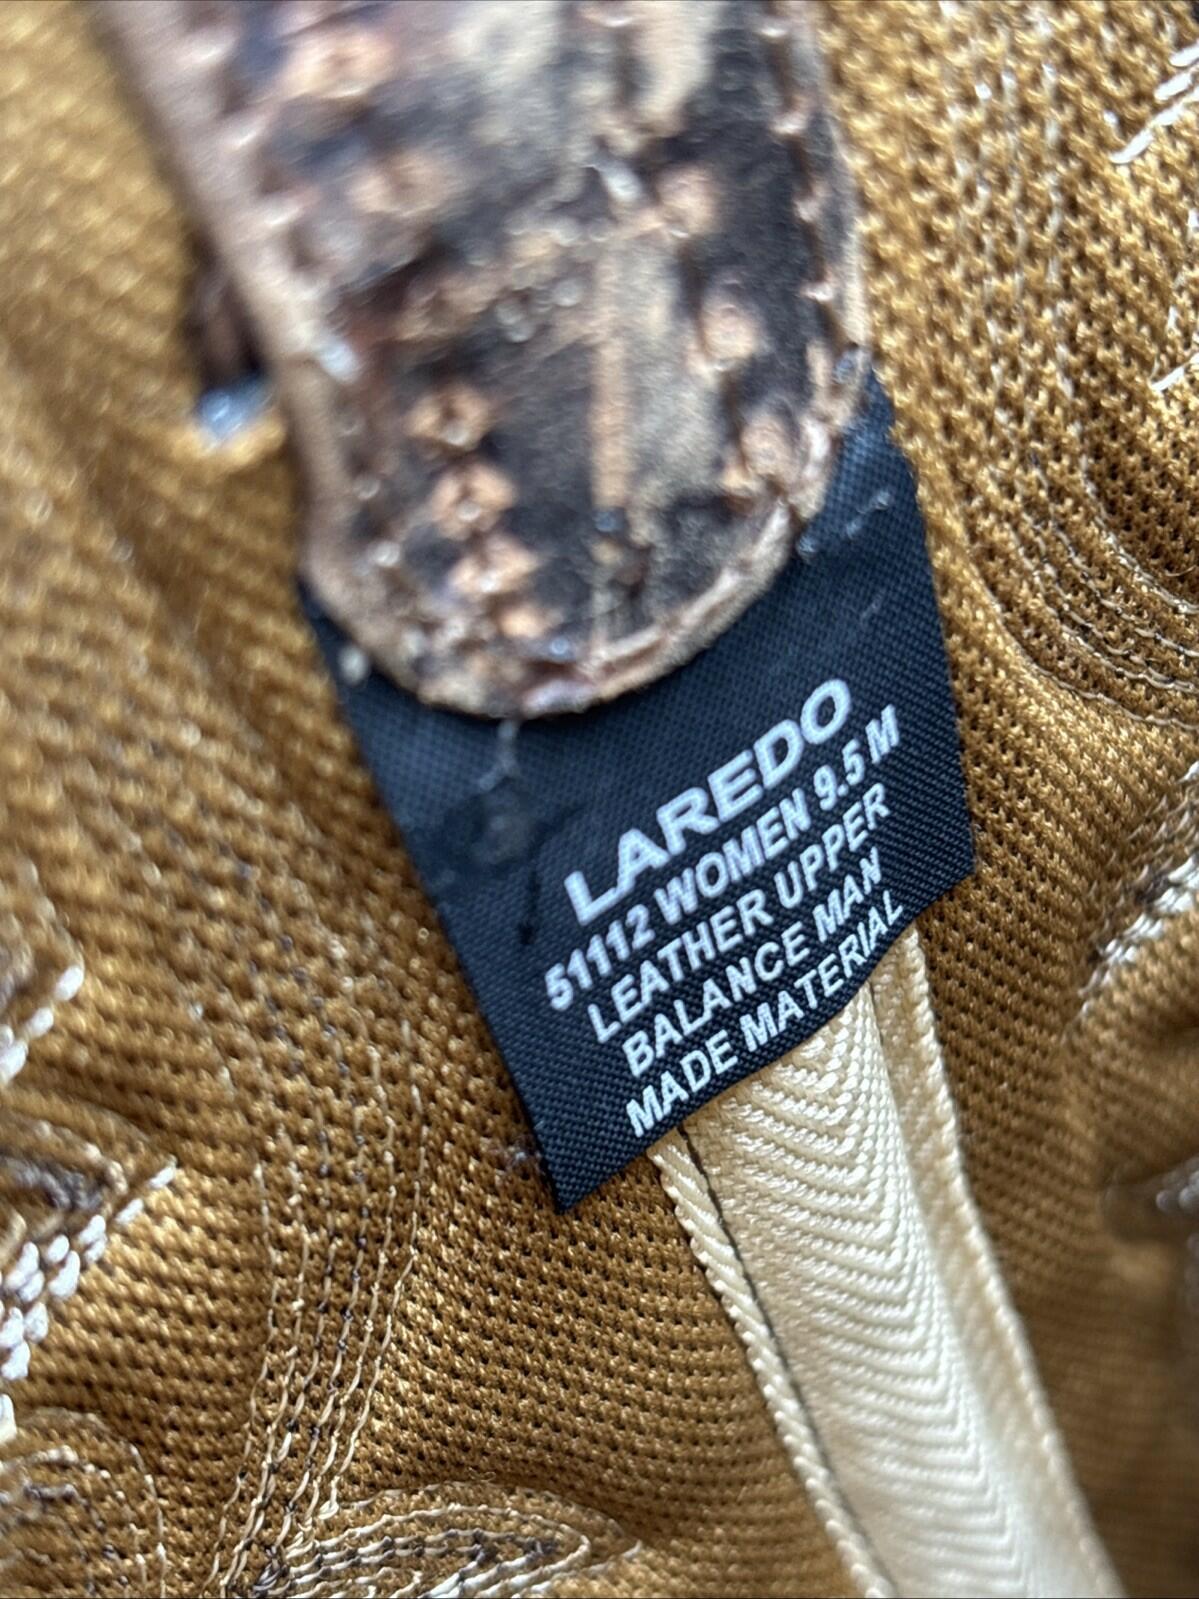 LAREDO
51112 WOMEN 9.5 M
LEATHER UPPER
BALANCE MAN
MADE MATERIAL